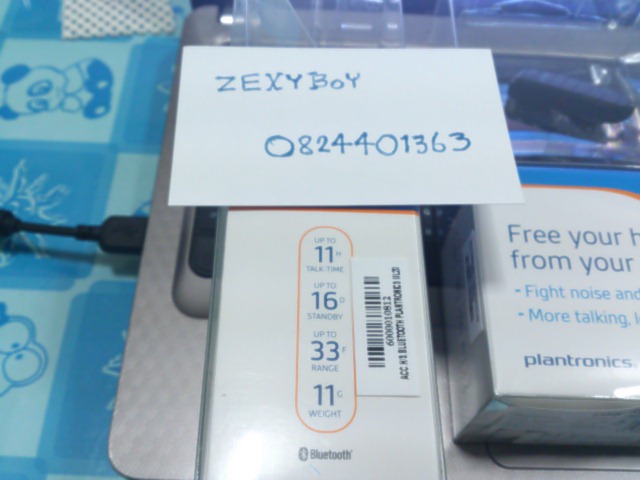 ZEXYBOY
0824401363
UP TO
11H
TALK-TIME
UP TO
16D
STANDBY
UP TO
33F
RANGE
11G
WEIGHT
Bluetooth
6000010812
ACC H/S BLUETOOTH PLANTRONICS ML20
Free your h
from your
- Fight noise and
- More talking, l
plantronics.